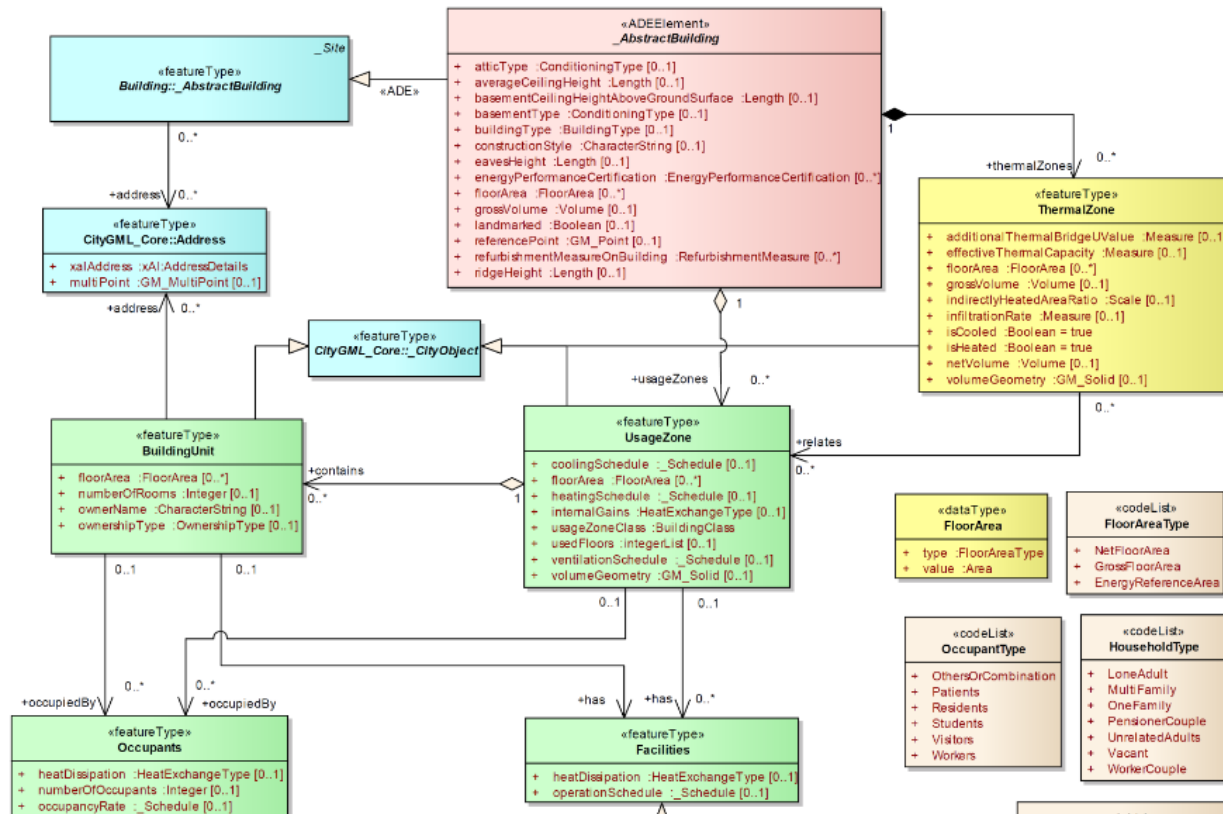 _Site
«featureType»
Building::_AbstractBuilding
«ADE»
«ADEElement»
_AbstractBuilding
+ atticType :ConditioningType [0..1]
+ averageCeilingHeight :Length [0..1]
+ basementCeilingHeightAboveGroundSurface :Length [0..1]
+ basementType :ConditioningType [0..1]
+ buildingType :BuildingType [0..1]
+ constructionStyle :CharacterString [0..1]
+ eavesHeight :Length [0..1]
+ energyPerformanceCertification :EnergyPerformanceCertification [0..*]
+ floorArea :FloorArea [0..*]
+ grossVolume :Volume [0..1]
+ landmarked :Boolean [0..1]
+ referencePoint :GM_Point [0..1]
+ refurbishmentMeasureOnBuilding :RefurbishmentMeasure [0..*]
+ ridgeHeight :Length [0..1]
1
+thermalZones
0..*
0..*
+address
0..*
«featureType»
CityGML_Core::Address
+ xalAddress :xAl:AddressDetails
+ multiPoint :GM_MultiPoint [0..1]
+address
0..*
«featureType»
ThermalZone
+ additionalThermalBridgeUValue :Measure [0..1
+ effectiveThermalCapacity :Measure [0..1]
+ floorArea :FloorArea [0..*]
+ grossVolume :Volume [0..1]
+ indirectlyHeatedAreaRatio :Scale [0..1]
+ infiltrationRate :Measure [0..1]
+ isCooled :Boolean = true
+ isHeated :Boolean = true
+ netVolume :Volume [0..1]
+ volumeGeometry :GM_Solid [0..1]
0..*
«featureType»
CityGML_Core::_CityObject
1
+usageZones
0..*
+relates
0..*
«featureType»
BuildingUnit
+ floorArea :FloorArea [0..*]
+ numberOfRooms :Integer [0..1]
+ ownerName :CharacterString [0..1]
+ ownershipType :OwnershipType [0..1]
+contains
0..*
1
«featureType»
UsageZone
+ coolingSchedule :_Schedule [0..1]
+ floorArea :FloorArea [0..*]
+ heatingSchedule :_Schedule [0..1]
+ internalGains :HeatExchangeType [0..1]
+ usageZoneClass :BuildingClass
+ usedFloors :integerList [0..1]
+ ventilationSchedule :_Schedule [0..1]
+ volumeGeometry :GM_Solid [0..1]
«dataType»
FloorArea
+ type :FloorAreaType
+ value :Area
«codeList»
FloorAreaType
+ NetFloorArea
+ GrossFloorArea
+ EnergyReferenceArea
0..1
0..1
0..1
0..1
«codeList»
OccupantType
+ OthersOrCombination
+ Patients
+ Residents
+ Students
+ Visitors
+ Workers
«codeList»
HouseholdType
+ LoneAdult
+ MultiFamily
+ OneFamily
+ PensionerCouple
+ UnrelatedAdults
+ Vacant
+ WorkerCouple
+occupiedBy
0..*
0..*
+occupiedBy
+has
+has
0..*
«featureType»
Occupants
+ heatDissipation :HeatExchangeType [0..1]
+ numberOfOccupants :Integer [0..1]
+ occupancyRate :_Schedule [0..1]
«featureType»
Facilities
+ heatDissipation :HeatExchangeType [0..1]
+ operationSchedule :_Schedule [0..1]